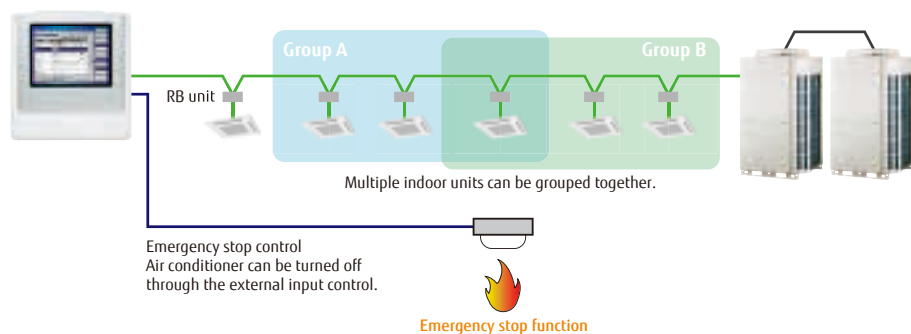 Group A
Group B
RB unit
Multiple indoor units can be grouped together.
Emergency stop control
Air conditioner can be turned off
through the external input control.
Emergency stop function